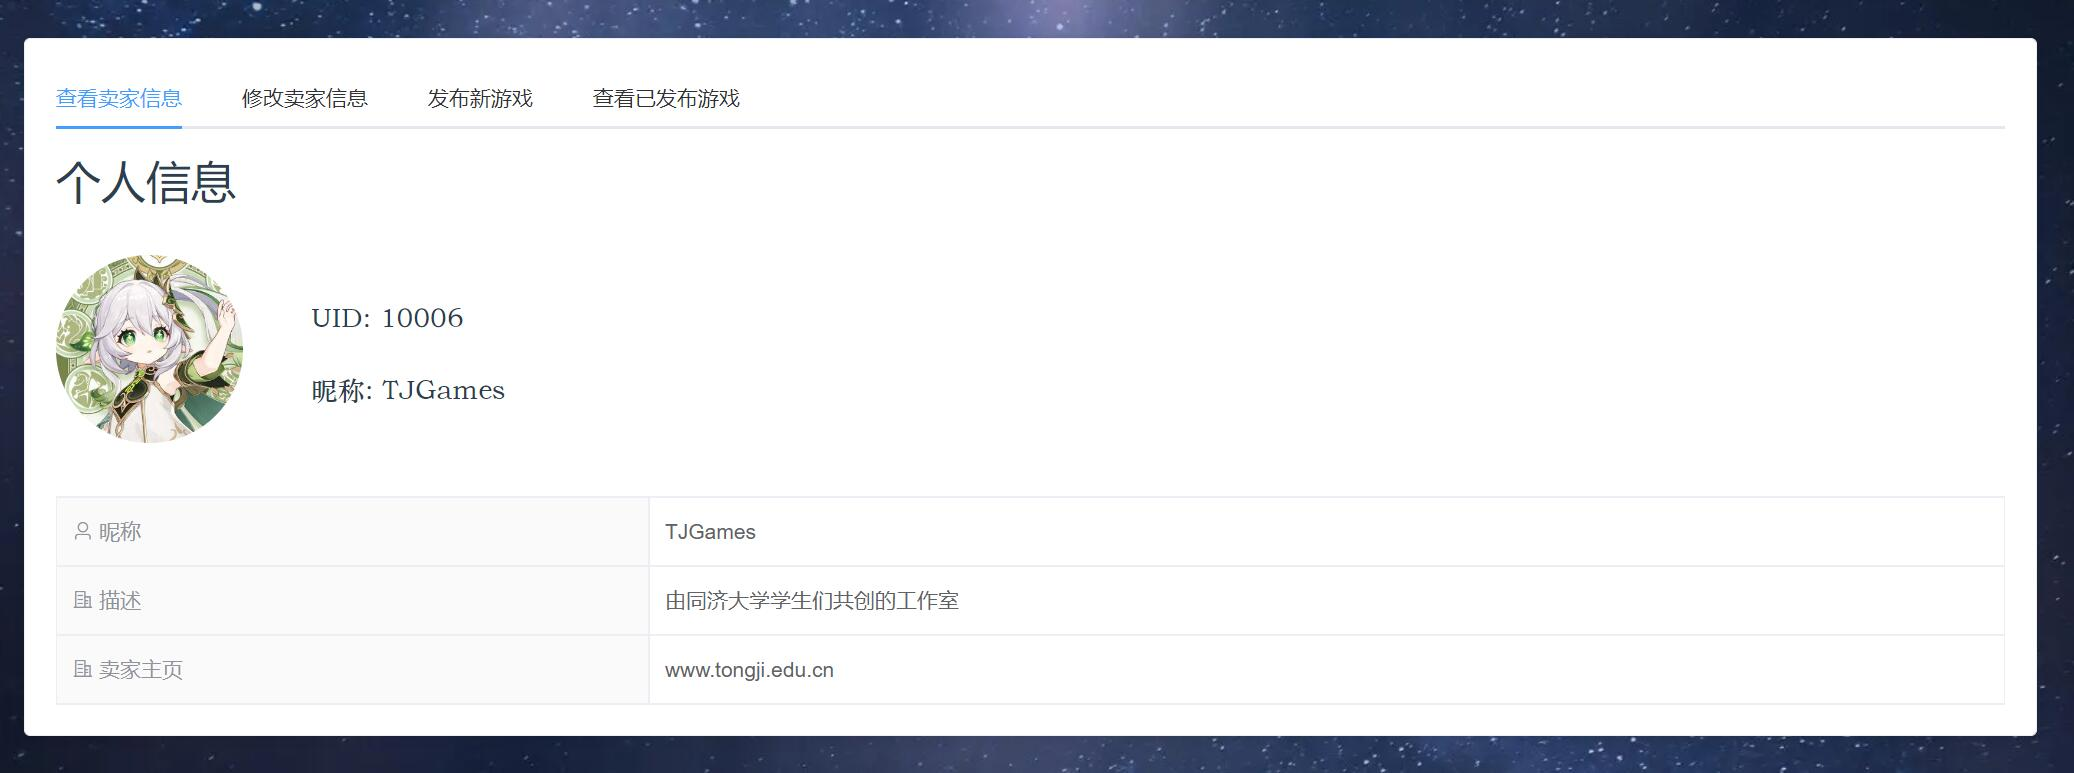 查看卖家信息 修改卖家信息 发布新游戏 查看已发布游戏
个人信息
UID: 10006
昵称: TJGames
昵称 TJGames
描述 由同济大学学生们共创的工作室
卖家主页 www.tongji.edu.cn